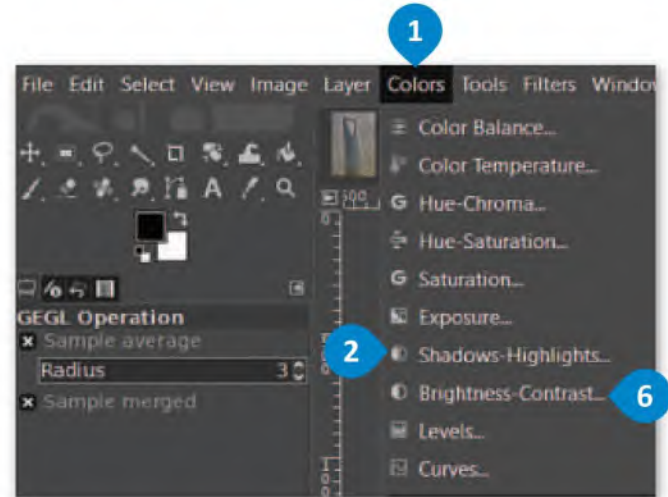 1
File Edit Select View Image Layer Colors Tools Filters Window
Color Balance...
Color Temperature...
Hue-Chroma...
Hue-Saturation...
Saturation...
Exposure...
2 Shadows-Highlights...
Brightness-Contrast... 6
Levels...
Curves...
GEGL Operation
Sample average
Radius 3
Sample merged